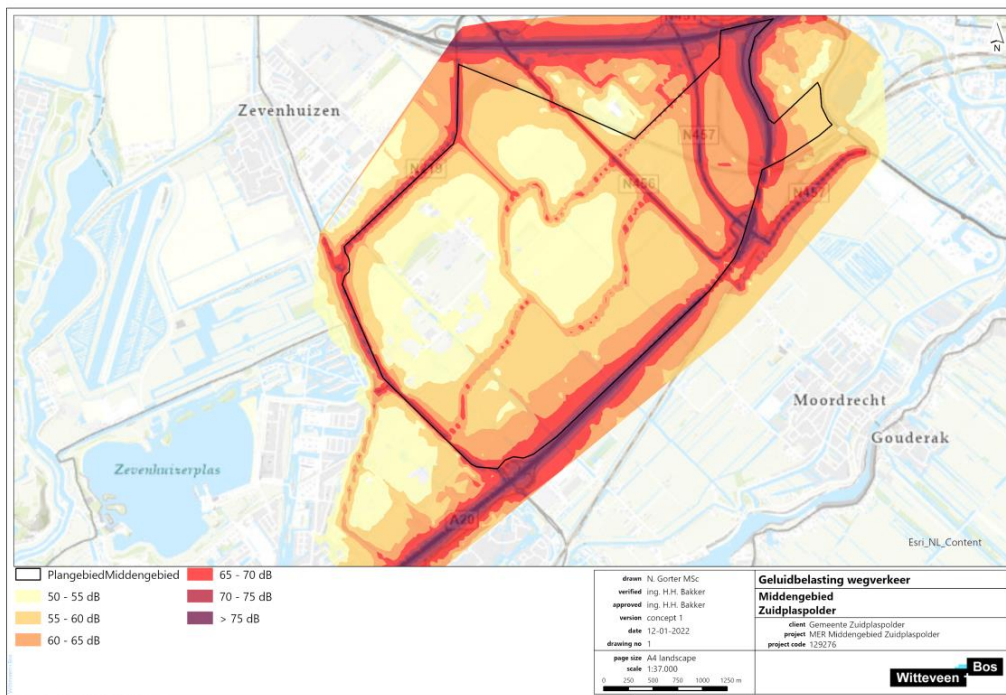 N451
N
Zevenhuizen
N457
N219
N456
N457
Moordrecht
Gouderak
Zevenhuizerplas
A20
Esri_NL_Content
PlangebiedMiddengebied
50 - 55 dB
55 - 60 dB
60 - 65 dB
65 - 70 dB
70 - 75 dB
> 75 dB
drawn N. Gorter MSc
verified ing. H.H. Bakker
approved ing. H.H. Bakker
version concept 1
date 12-01-2022
drawing no 1
page size A4 landscape
scale 1:37.000
0 250 500 750 1000 1250 m
Geluidbelasting wegverkeer
Middengebied
Zuidplaspolder
client Gemeente Zuidplaspolder
project MER Middengebied Zuidplaspolder
project code 129276
Witteveen Bos